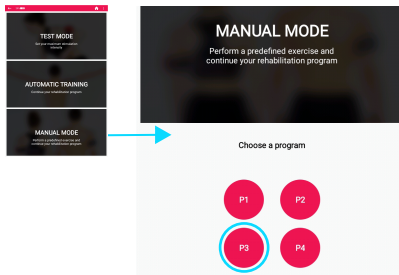 TEST MODE
Set your maximum stimulation
intensity
AUTOMATIC TRAINING
Continue your rehabilitation program
MANUAL MODE
Perform a predefined exercise and
continue your rehabilitation program
MANUAL MODE
Perform a predefined exercise and
continue your rehabilitation program
Choose a program
P1 P2
P3 P4